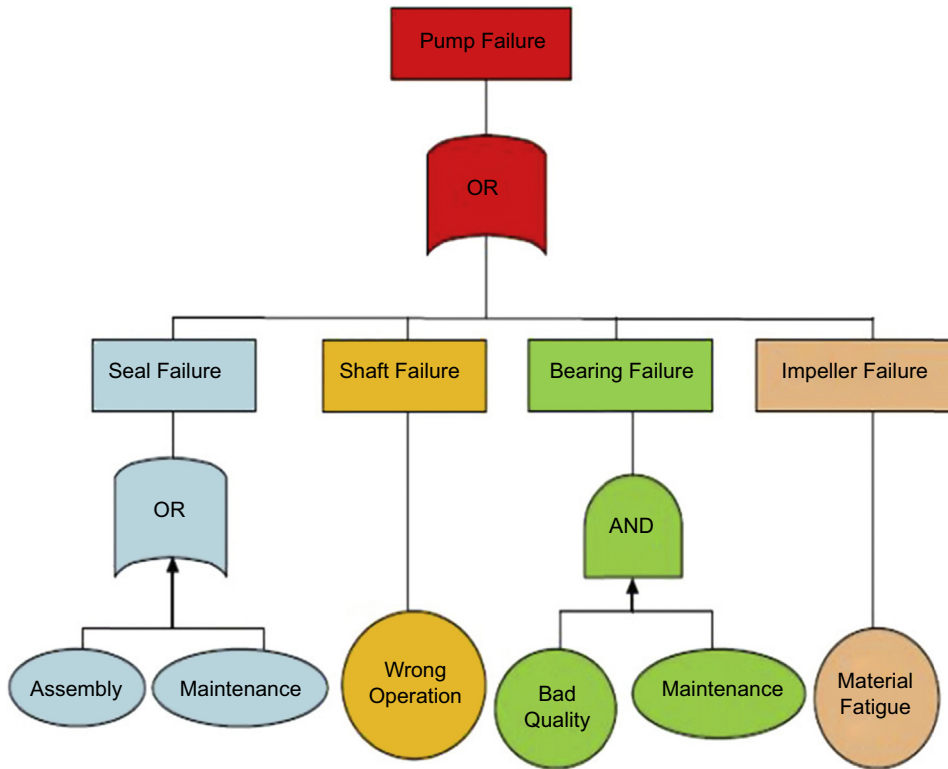 Pump Failure
OR
Seal Failure
Shaft Failure
Bearing Failure
Impeller Failure
OR
AND
Assembly
Maintenance
Wrong
Operation
Bad
Quality
Maintenance
Material
Fatigue